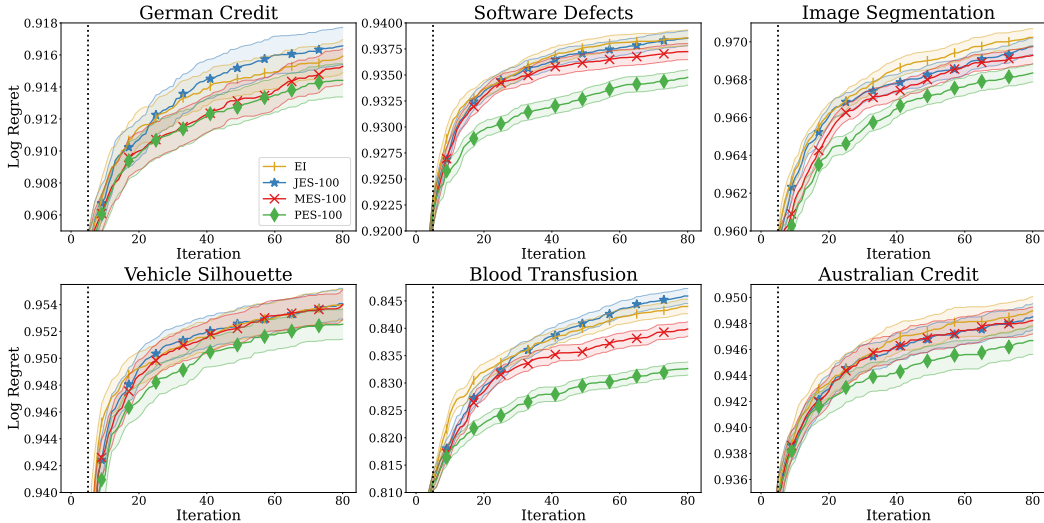 German Credit
Software Defects
Image Segmentation
0.918
0.916
0.914
0.912
0.910
0.908
0.906
Log Regret
0 20 40 60 80
Iteration
EI
JES-100
MES-100
PES-100
0.9400
0.9375
0.9350
0.9325
0.9300
0.9275
0.9250
0.9225
0.9200
0 20 40 60 80
Iteration
0.970
0.968
0.966
0.964
0.962
0.960
0 20 40 60 80
Iteration
Vehicle Silhouette
Blood Transfusion
Australian Credit
0.954
0.952
0.950
0.948
0.946
0.944
0.942
0.940
Log Regret
0 20 40 60 80
Iteration
0.845
0.840
0.835
0.830
0.825
0.820
0.815
0.810
0 20 40 60 80
Iteration
0.950
0.948
0.946
0.944
0.942
0.940
0.938
0.936
0 20 40 60 80
Iteration